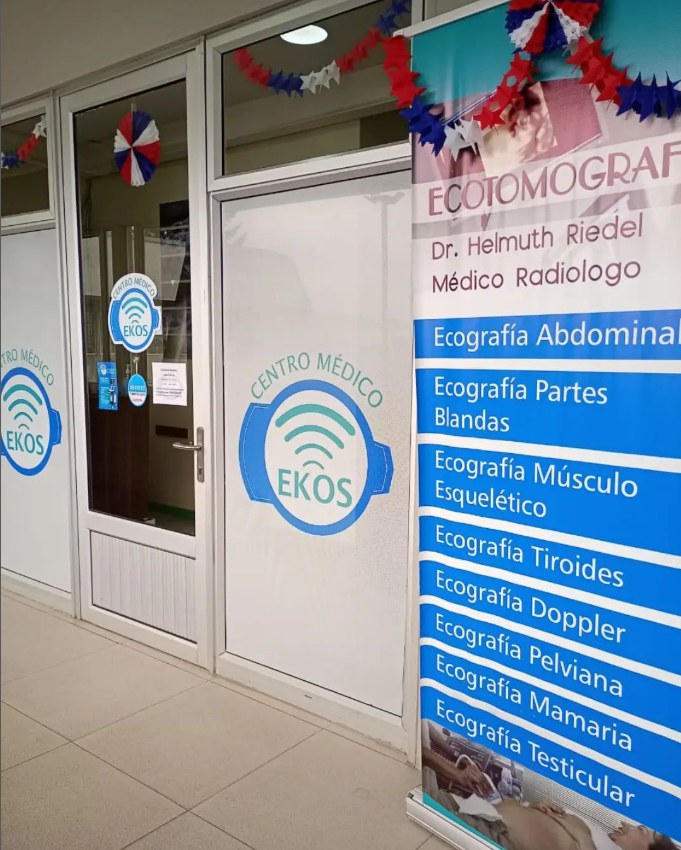 CENTRO MÉDICO
EKOS
TRO MÉDICO
EKOS
CENTRO MÉDICO
EKOS
ECOTOMOGRAF
Dr. Helmuth Riedel
Médico Radiologo
Ecografía Abdominal
Ecografía Partes
Blandas
Ecografía Músculo
Esquelético
Ecografía Tiroides
Ecografía Doppler
Ecografía Pelviana
Ecografía Mamaria
Ecografía Testicular